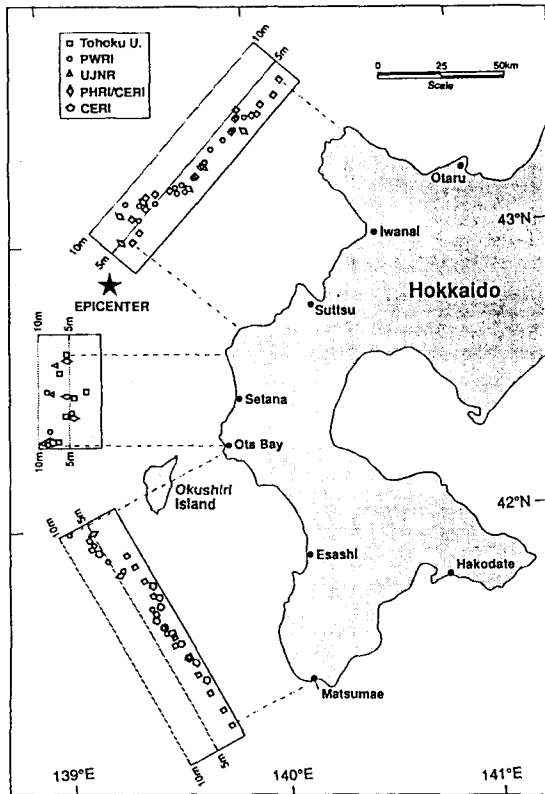 Tohoku U.
PWRI
UJNR
PHRI/CERI
CERI
10m
5m
0 25 50km
Scale
Otaru
43°N
Iwanai
10m
5m
EPICENTER
Suttsu
Hokkaido
10m
5m
Setana
Ota Bay
10m
5m
Okushiri
Island
42°N
10m
5m
Esashi
Hakodate
Matsumae
10m
5m
139°E
140°E
141°E